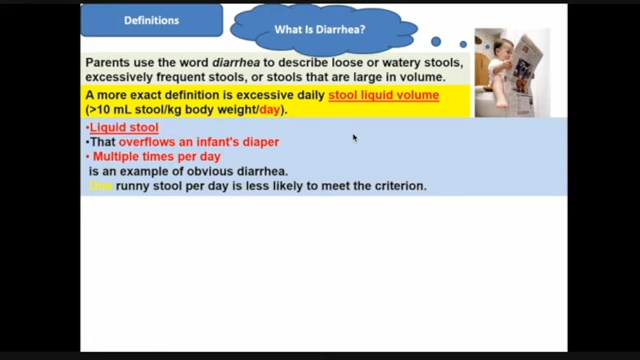 Definitions
What Is Diarrhea?
Parents use the word diarrhea to describe loose or watery stools,
excessively frequent stools, or stools that are large in volume.
A more exact definition is excessive daily stool liquid volume
(>10 mL stool/kg body weight/day).
•Liquid stool
•That overflows an infant's diaper
• Multiple times per day
is an example of obvious diarrhea.
One runny stool per day is less likely to meet the criterion.